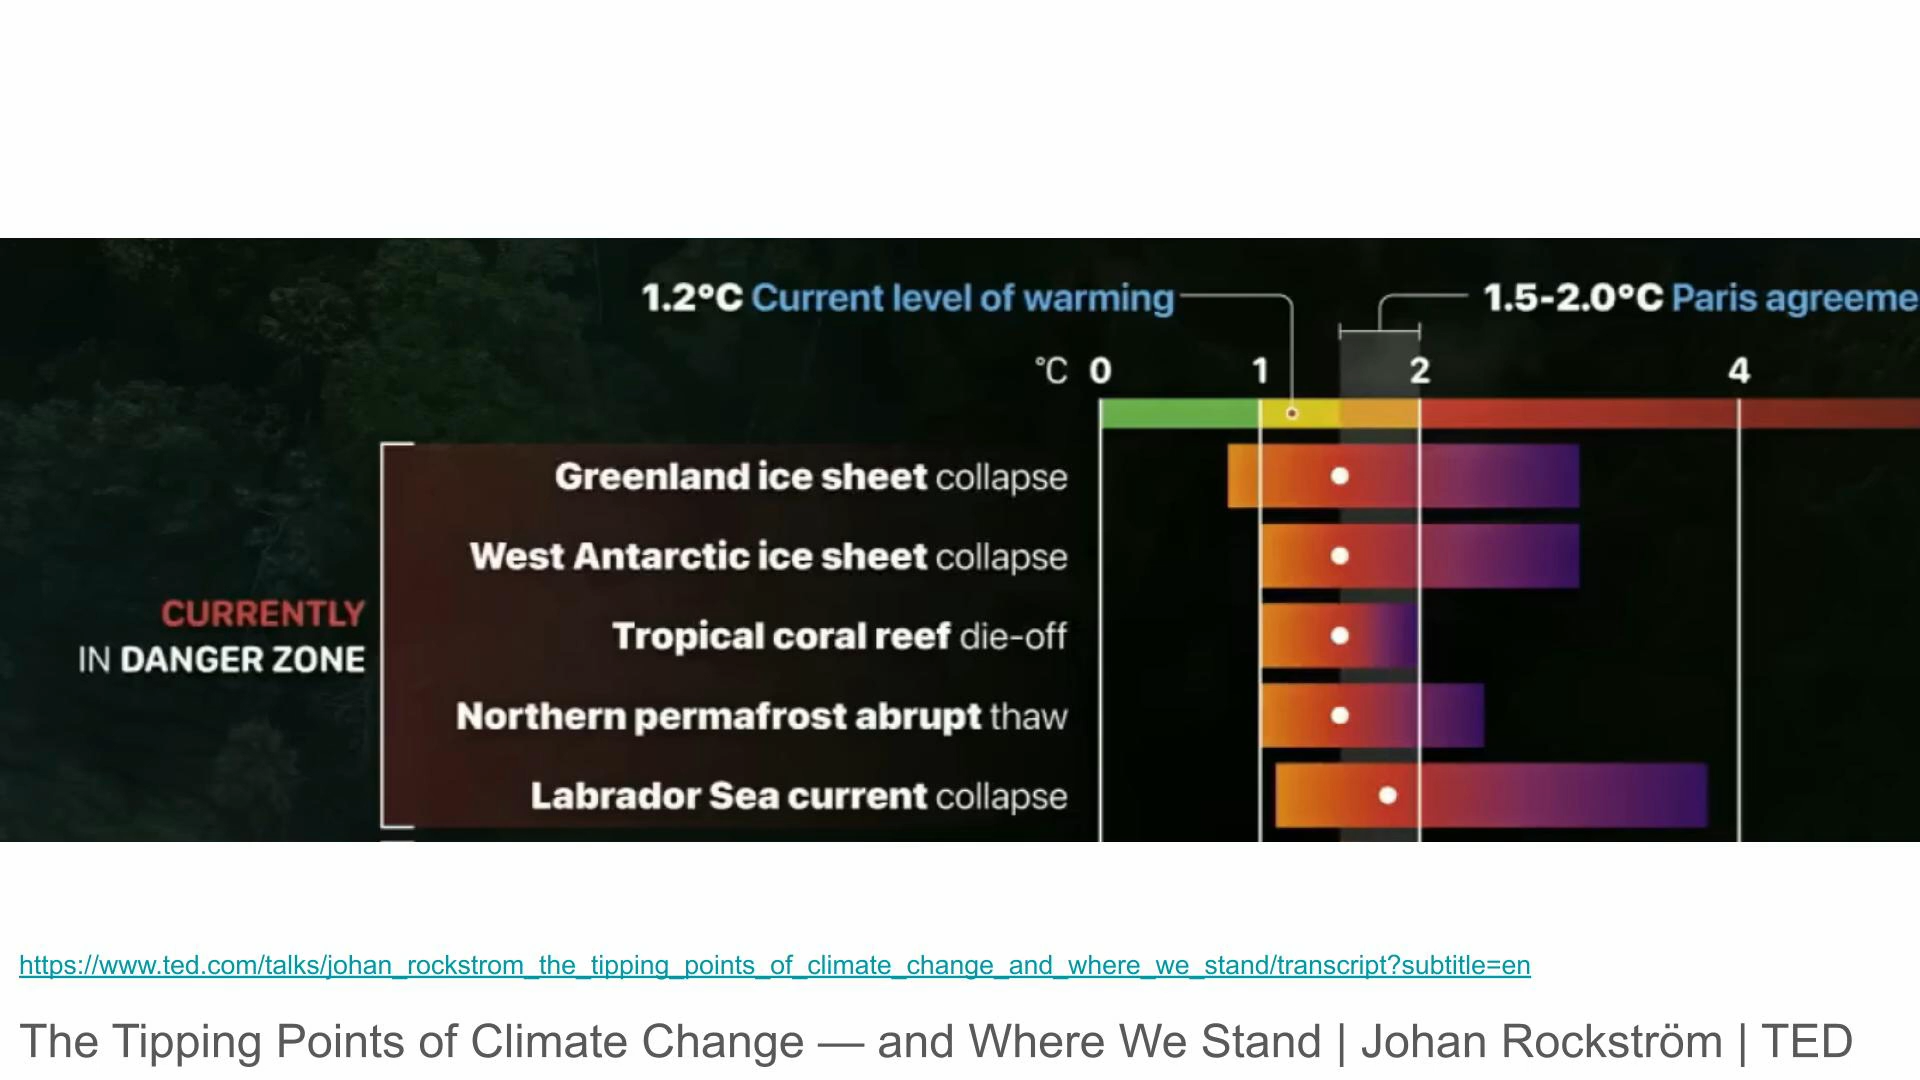 1.2°C Current level of warming
1.5-2.0°C Paris agreeme
°C 0 1 2 4
Greenland ice sheet collapse
West Antarctic ice sheet collapse
CURRENTLY
IN DANGER ZONE
Tropical coral reef die-off
Northern permafrost abrupt thaw
Labrador Sea current collapse
https://www.ted.com/talks/johan_rockstrom_the_tipping_points_of_climate_change_and_where_we_stand/transcript?subtitle=en
The Tipping Points of Climate Change — and Where We Stand | Johan Rockström | TED